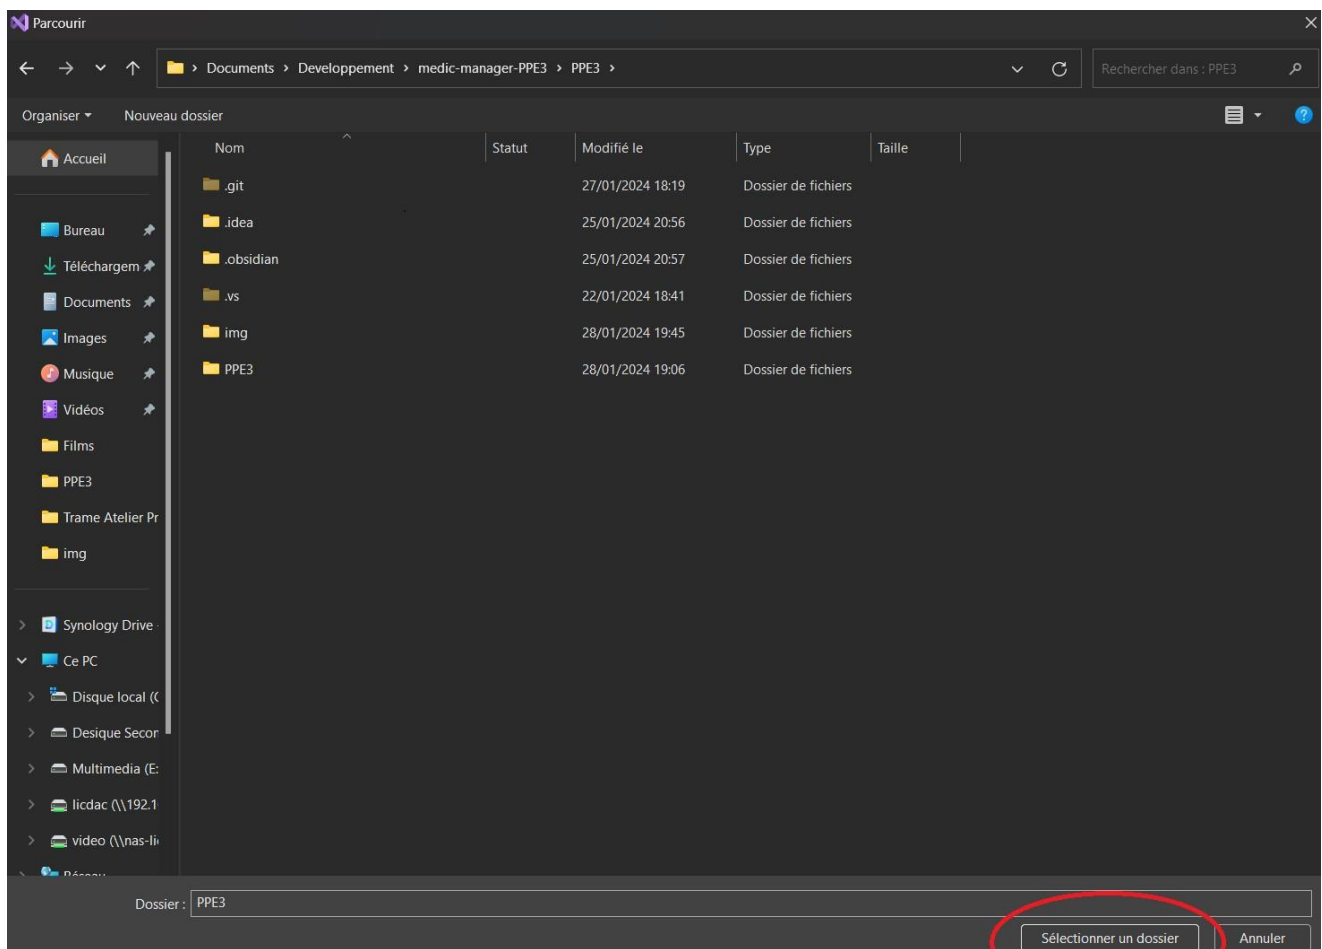 Parcourir
Documents > Developpement > medic-manager-PPE3 > PPE3 >
Rechercher dans : PPE3
Organiser
Nouveau dossier
Nom Statut Modifié le Type Taille
.git 27/01/2024 18:19 Dossier de fichiers
.idea 25/01/2024 20:56 Dossier de fichiers
.obsidian 25/01/2024 20:57 Dossier de fichiers
.vs 22/01/2024 18:41 Dossier de fichiers
img 28/01/2024 19:45 Dossier de fichiers
PPE3 28/01/2024 19:06 Dossier de fichiers
Accueil
Bureau
Téléchargem
Documents
Images
Musique
Vidéos
Films
PPE3
Trame Atelier Pr
img
Synology Drive -
Ce PC
Disque local (C
Desique Secon
Multimedia (E:
licdac (\\192.1
video (\\nas-li
Réseau
Dossier : PPE3
Sélectionner un dossier
Annuler